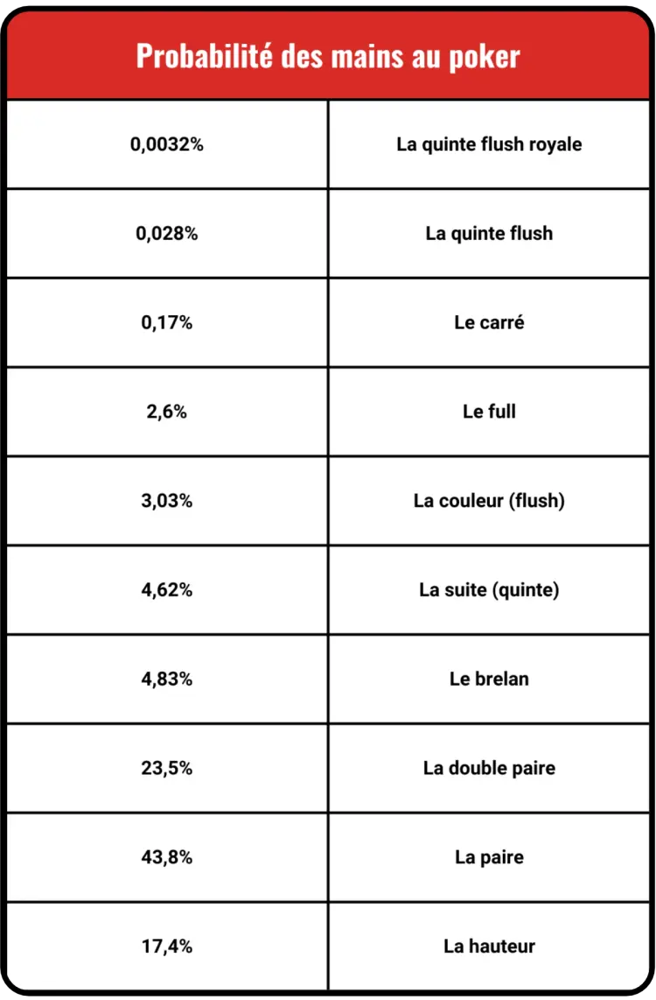 Probabilité des mains au poker
0,0032% La quinte flush royale
0,028% La quinte flush
0,17% Le carré
2,6% Le full
3,03% La couleur (flush)
4,62% La suite (quinte)
4,83% Le brelan
23,5% La double paire
43,8% La paire
17,4% La hauteur